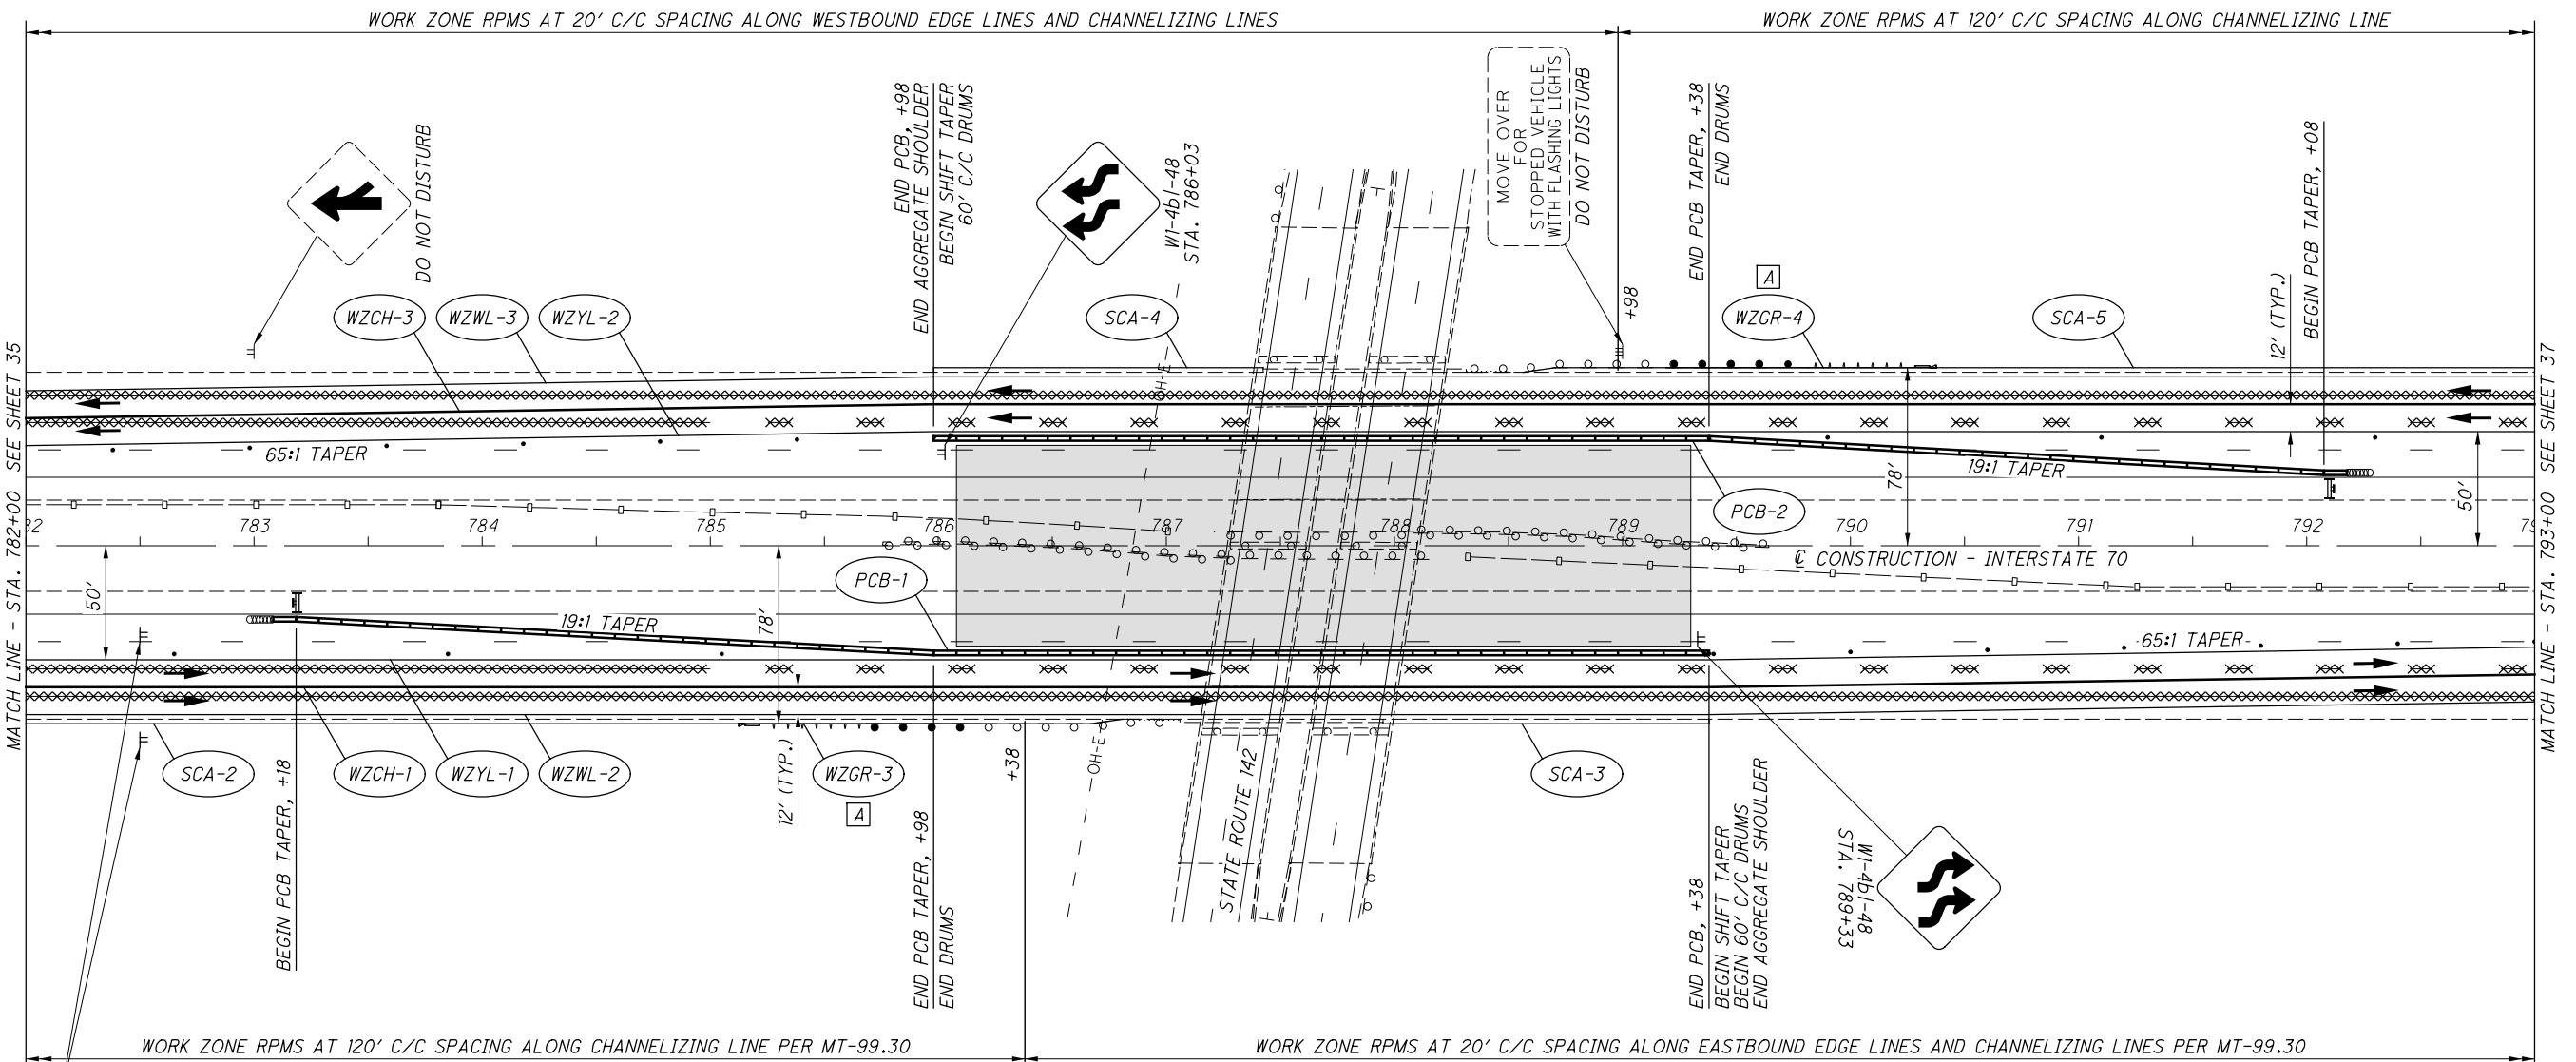 WORK ZONE RPMS AT 20' C/C SPACING ALONG WESTBOUND EDGE LINES AND CHANNELIZING LINES
WORK ZONE RPMS AT 120' C/C SPACING ALONG CHANNELIZING LINE
DO NOT DISTURB
END PCB, +98
END AGGREGATE SHOULDER
BEGIN SHIFT TAPER
60' C/C DRUMS
W1-4bl-48
STA. 786+03
MOVE OVER
FOR
STOPPED VEHICLE
WITH FLASHING LIGHTS
DO NOT DISTURB
+98
END PCB TAPER, +38
END DRUMS
A
12' (TYP.)
BEGIN PCB TAPER, +08
WZCH-3
WZWL-3
WZYL-2
SCA-4
WZGR-4
SCA-5
OH-E
MATCH LINE - STA. 782+00 SEE SHEET 35
MATCH LINE - STA. 793+00 SEE SHEET 37
65:1 TAPER
19:1 TAPER
78'
50'
PCB-2
32
783
784
785
786
787
788
789
790
791
792
79
℄ CONSTRUCTION - INTERSTATE 70
50'
PCB-1
78'
19:1 TAPER
65:1 TAPER
SCA-2
WZCH-1
WZYL-1
WZWL-2
12' (TYP.)
WZGR-3
A
+38
OH-E
STATE ROUTE 142
SCA-3
BEGIN PCB TAPER, +18
END PCB TAPER, +98
END DRUMS
END PCB, +38
BEGIN SHIFT TAPER
BEGIN 60' C/C DRUMS
END AGGREGATE SHOULDER
W1-4bl-48
STA. 789+33
WORK ZONE RPMS AT 120' C/C SPACING ALONG CHANNELIZING LINE PER MT-99.30
WORK ZONE RPMS AT 20' C/C SPACING ALONG EASTBOUND EDGE LINES AND CHANNELIZING LINES PER MT-99.30